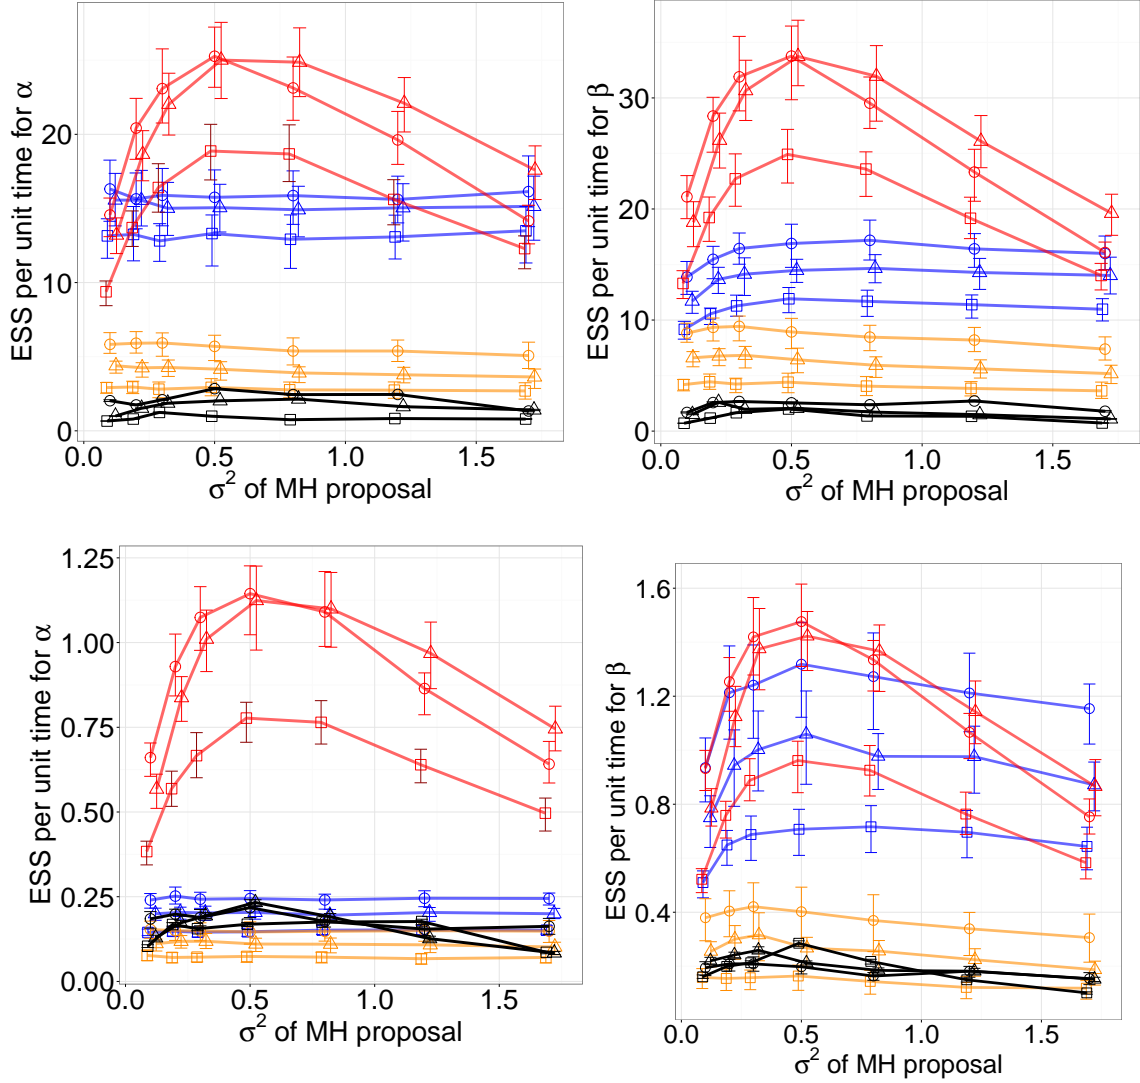 ESS per unit time for α
20
10
0
0.0 0.5 1.0 1.5
σ² of MH proposal
ESS per unit time for β
30
20
10
0
0.0 0.5 1.0 1.5
σ² of MH proposal
ESS per unit time for α
1.25
1.00
0.75
0.50
0.25
0.00
0.0 0.5 1.0 1.5
σ² of MH proposal
ESS per unit time for β
1.6
1.2
0.8
0.4
0.0 0.5 1.0 1.5
σ² of MH proposal